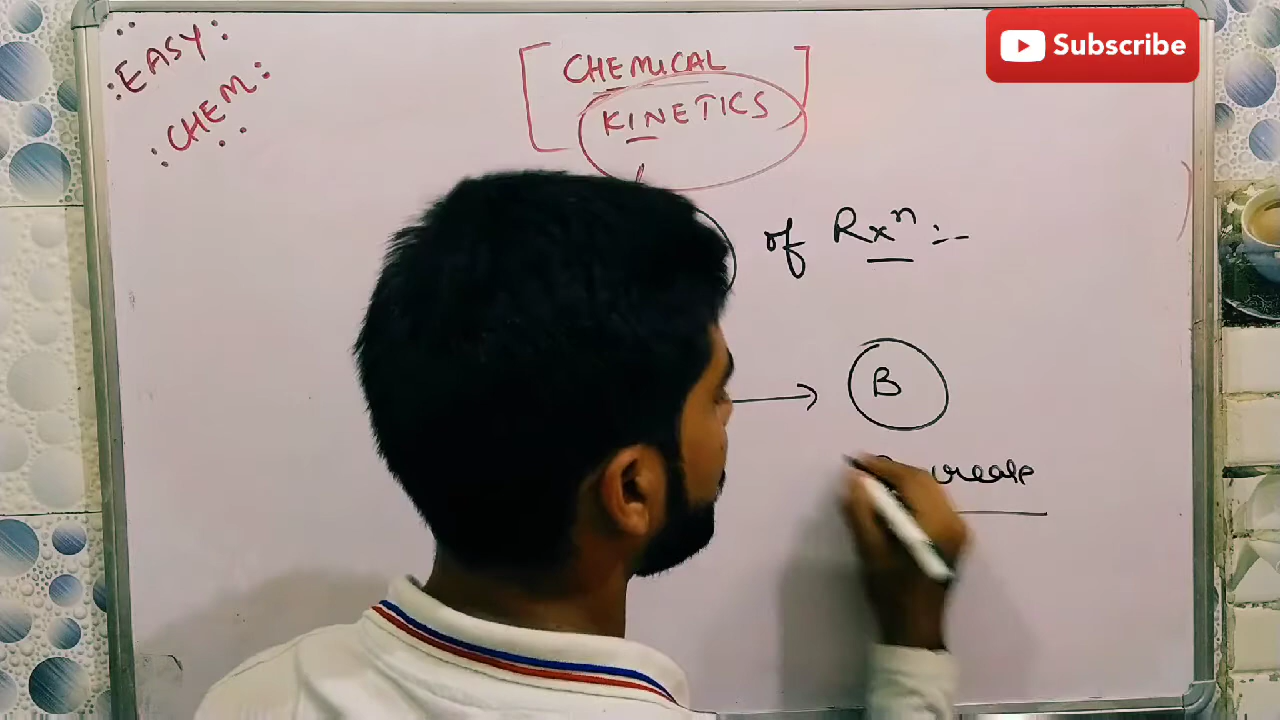 EASY
CHEM
CHEMICAL
KINETICS
Subscribe
of Rxⁿ :-
B